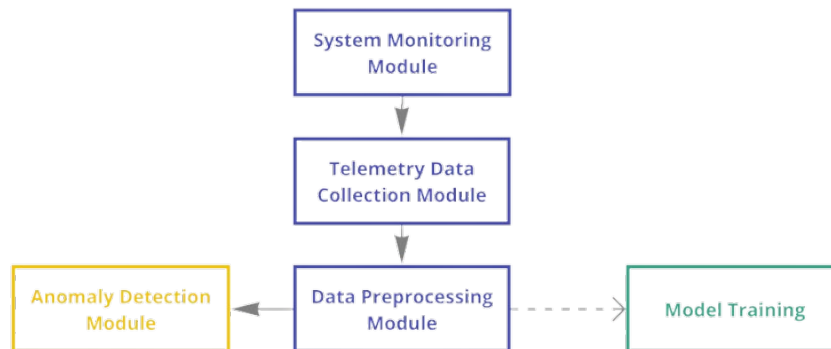 System Monitoring
Module
Telemetry Data
Collection Module
Anomaly Detection
Module
Data Preprocessing
Module
Model Training